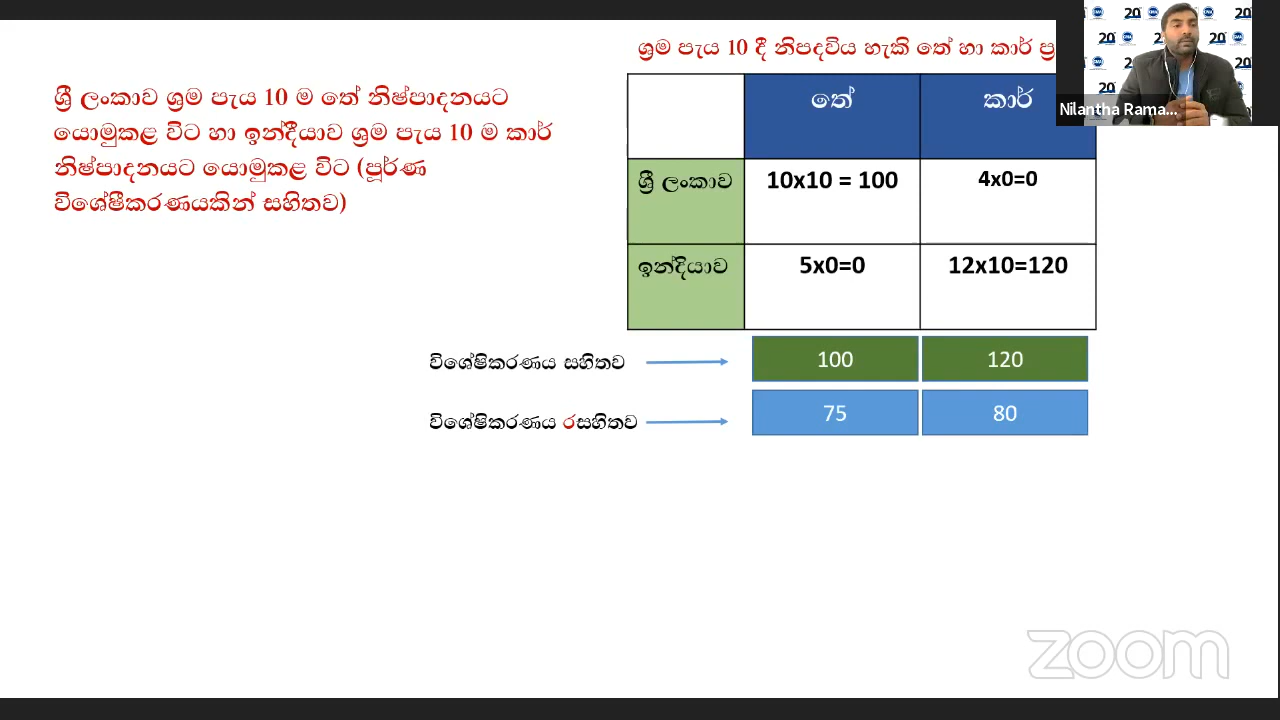 ශ්‍රම පැය 10 දී නිපදවිය හැකි තේ හා කාර් ප්‍ර
ශ්‍රී ලංකාව ශ්‍රම පැය 10 ම තේ නිෂ්පාදනයට
යොමුකළ විට හා ඉන්දීයාව ශ්‍රම පැය 10 ම කාර්
නිෂ්පාදනයට යොමුකළ විට (පූර්ණ
විශේෂීකරණයකින් සහිතව)
තේ කාර්
ශ්‍රී ලංකාව 10x10 = 100 4x0=0
ඉන්දියාව 5x0=0 12x10=120
විශේෂිකරණය සහිතව 100 120
විශේෂිකරණය රසහිතව 75 80
Nilantha Rama...
zoom